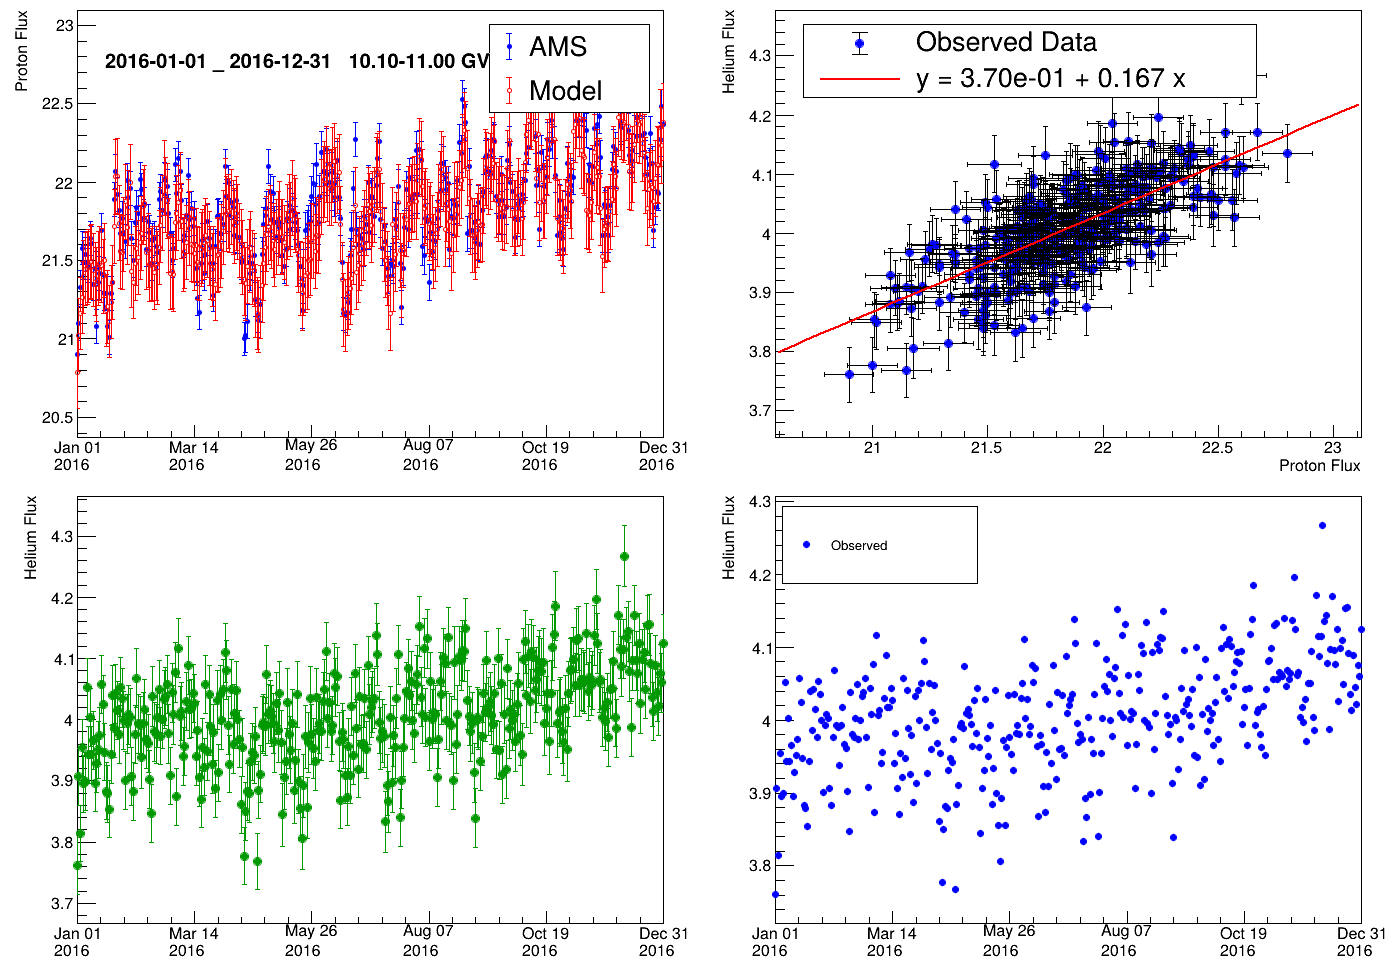 Proton Flux
23
22.5
22
21.5
21
20.5
2016-01-01 _ 2016-12-31 10.10-11.00 GV
AMS
Model
Jan 01
2016
Mar 14
2016
May 26
2016
Aug 07
2016
Oct 19
2016
Dec 31
2016
Helium Flux
4.3
4.2
4.1
4
3.9
3.8
3.7
Observed Data
y = 3.70e-01 + 0.167 x
21
21.5
22
22.5
23
Proton Flux
Helium Flux
4.3
4.2
4.1
4
3.9
3.8
3.7
Jan 01
2016
Mar 14
2016
May 26
2016
Aug 07
2016
Oct 19
2016
Dec 31
2016
Helium Flux
4.3
4.2
4.1
4
3.9
3.8
Observed
Jan 01
2016
Mar 14
2016
May 26
2016
Aug 07
2016
Oct 19
2016
Dec 31
2016